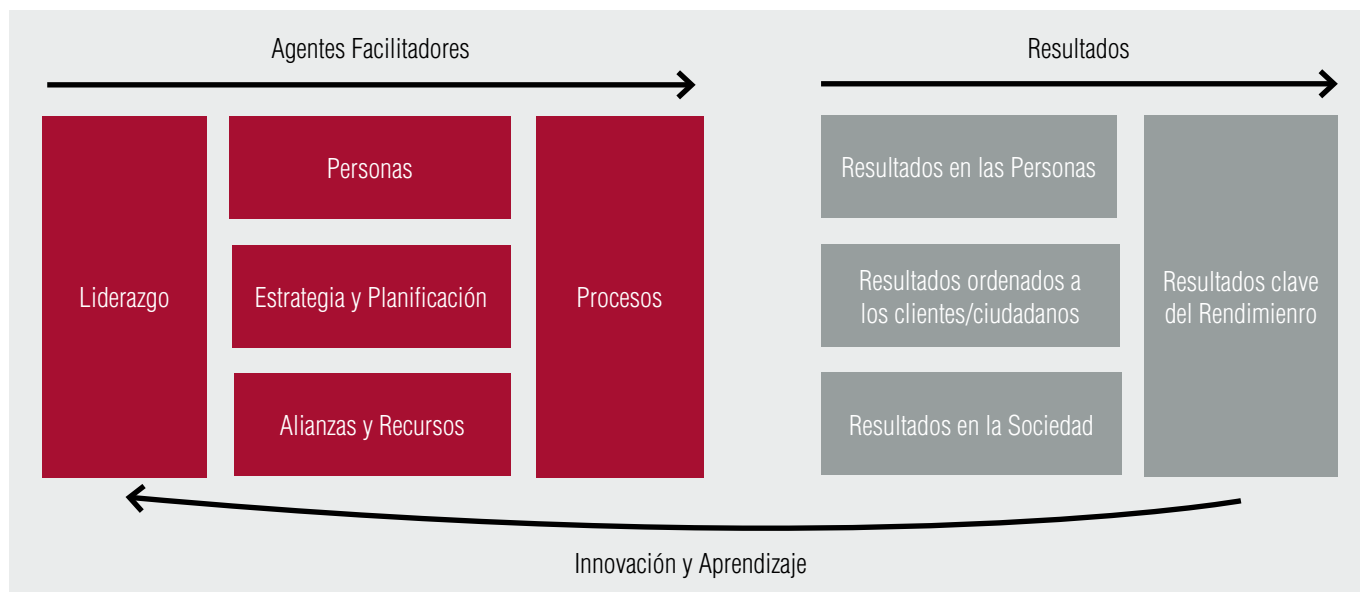 Agentes Facilitadores
Resultados
Liderazgo
Personas
Estrategia y Planificación
Alianzas y Recursos
Procesos
Resultados en las Personas
Resultados ordenados a
los clientes/ciudadanos
Resultados en la Sociedad
Resultados clave
del Rendimienro
Innovación y Aprendizaje